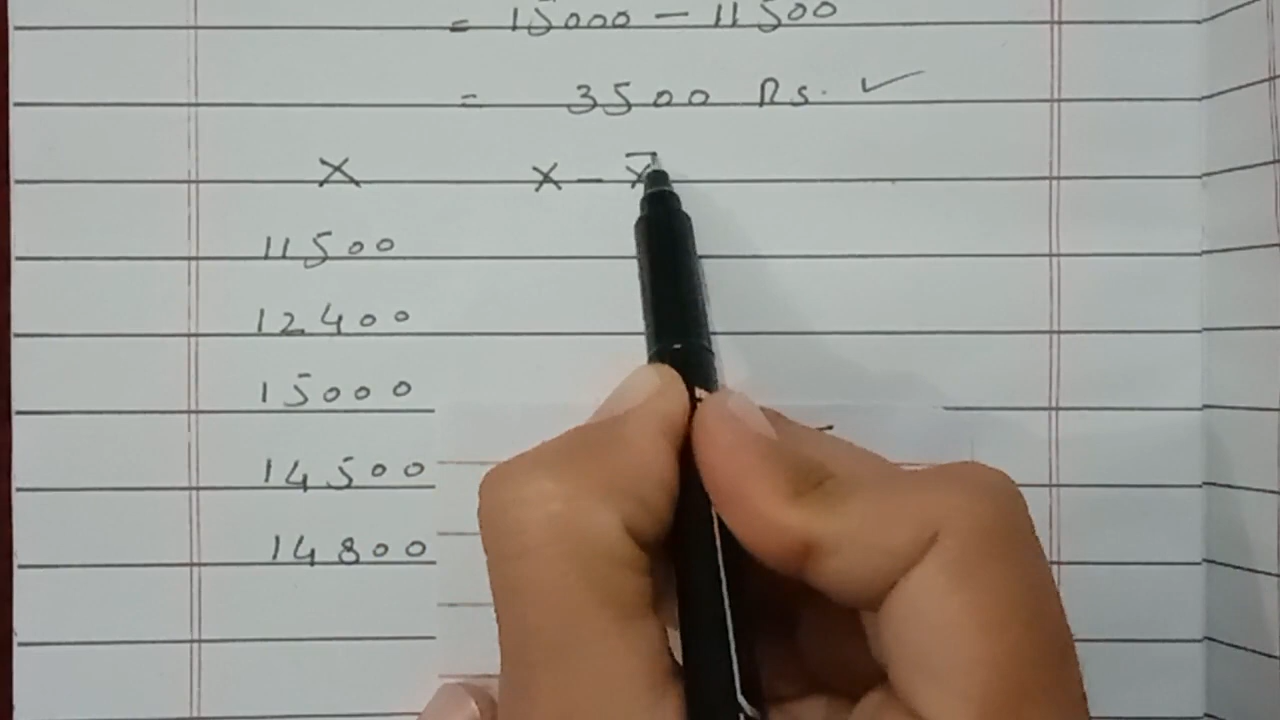 = 15000 - 11500
= 3500 Rs. ✓
X X - X̄
11500
12400
15000
14500
14800